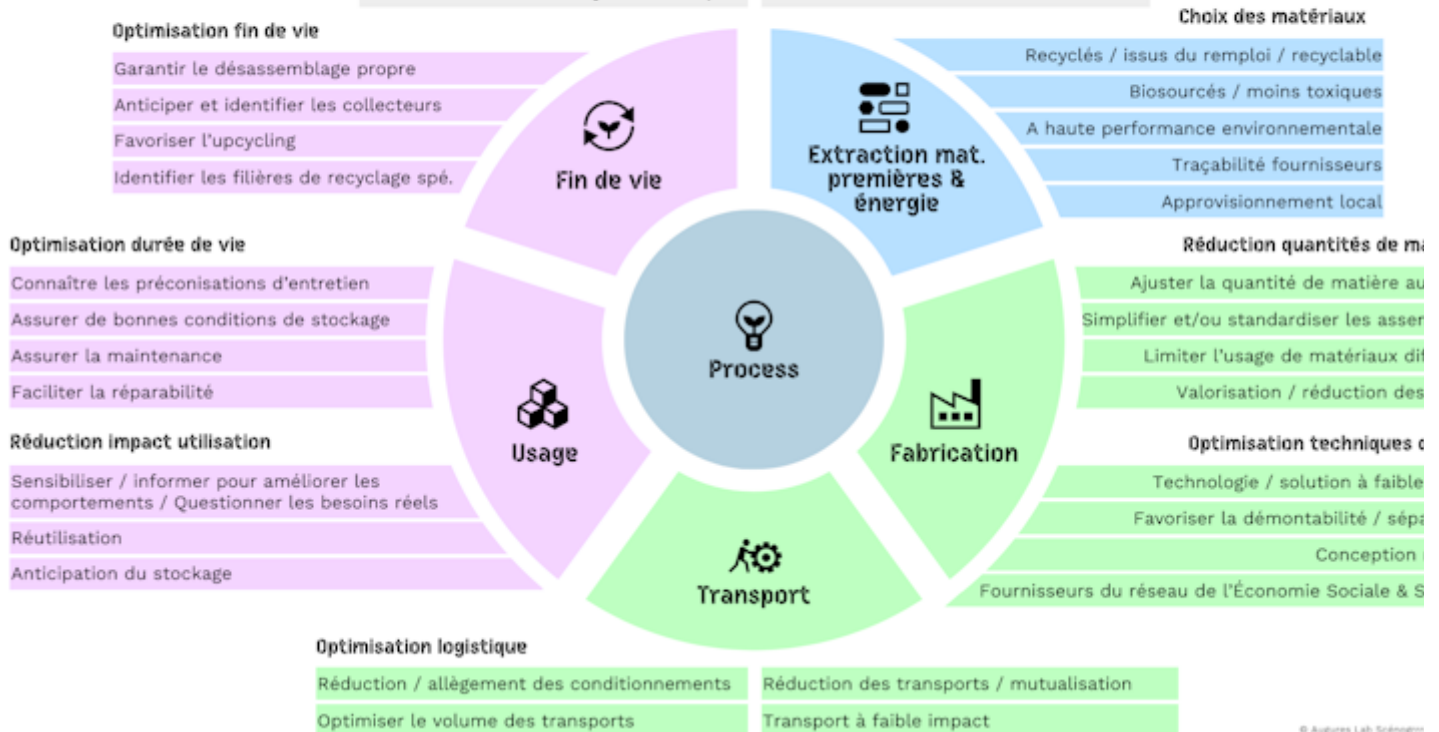 Optimisation fin de vie
Garantir le désassemblage propre
Anticiper et identifier les collecteurs
Favoriser l'upcycling
Identifier les filières de recyclage spé.
Fin de vie
Choix des matériaux
Recyclés / issus du remploi / recyclable
Biosourcés / moins toxiques
A haute performance environnementale
Traçabilité fournisseurs
Approvisionnement local
Extraction mat.
premières &
énergie
Optimisation durée de vie
Connaître les préconisations d'entretien
Assurer de bonnes conditions de stockage
Assurer la maintenance
Faciliter la réparabilité
Réduction impact utilisation
Sensibiliser / informer pour améliorer les
comportements / Questionner les besoins réels
Réutilisation
Anticipation du stockage
Usage
Process
Réduction quantités de
Ajuster la quantité de matière
Simplifier et/ou standardiser les
Limiter l'usage de matériaux
Valorisation / réduction des
Fabrication
Optimisation techniques
Technologie / solution à faible
Favoriser la démontabilité /
Conception
Fournisseurs du réseau de l'Économie Sociale &
Transport
Optimisation logistique
Réduction / allègement des conditionnements
Réduction des transports / mutualisation
Optimiser le volume des transports
Transport à faible impact